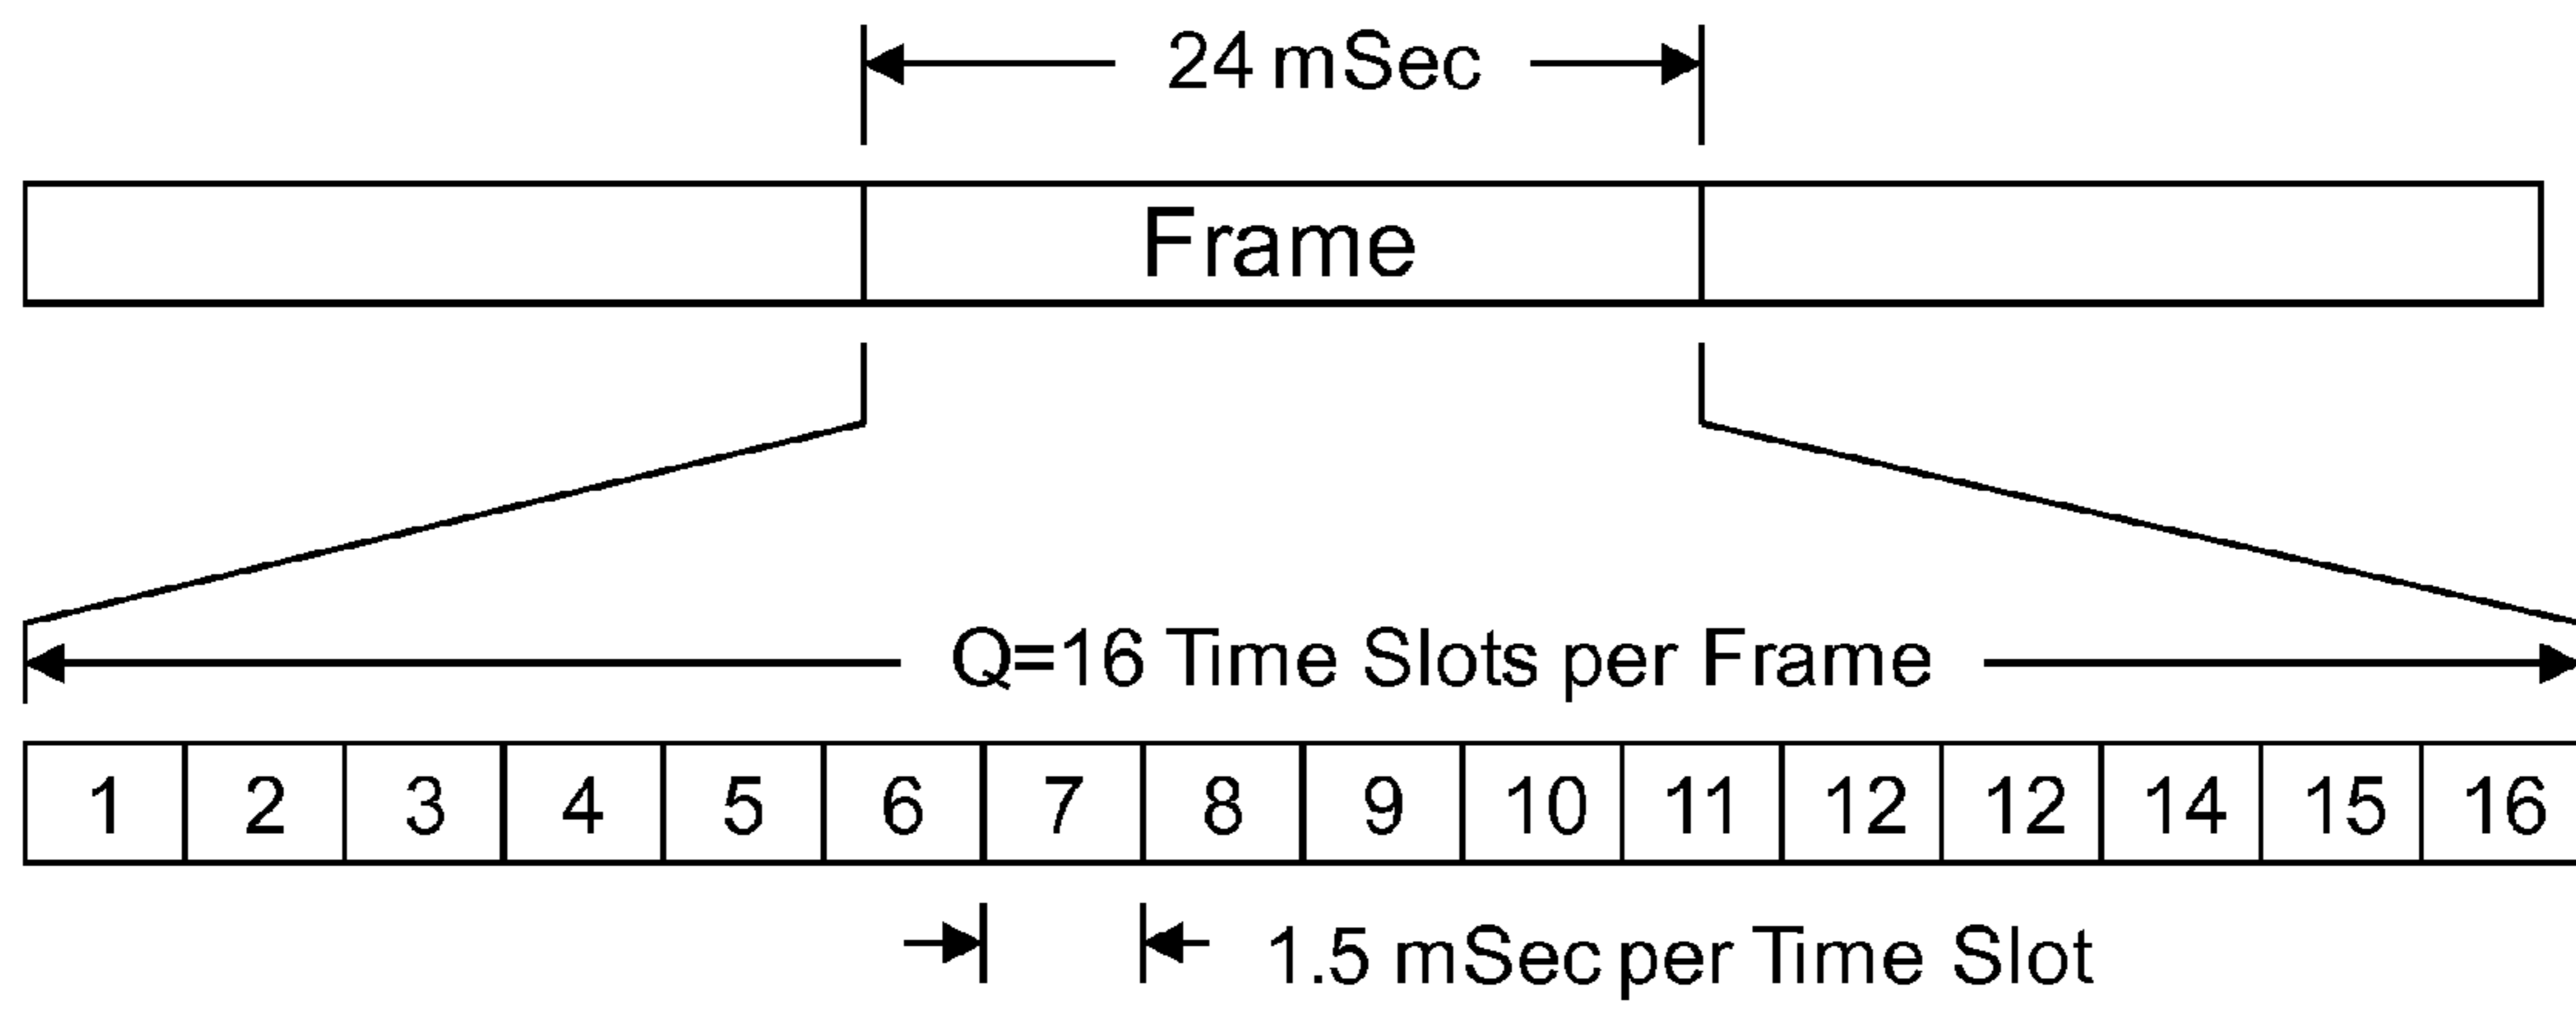 24 mSec
Frame
Q=16 Time Slots per Frame
1 2 3 4 5 6 7 8 9 10 11 12 12 14 15 16
1.5 mSec per Time Slot